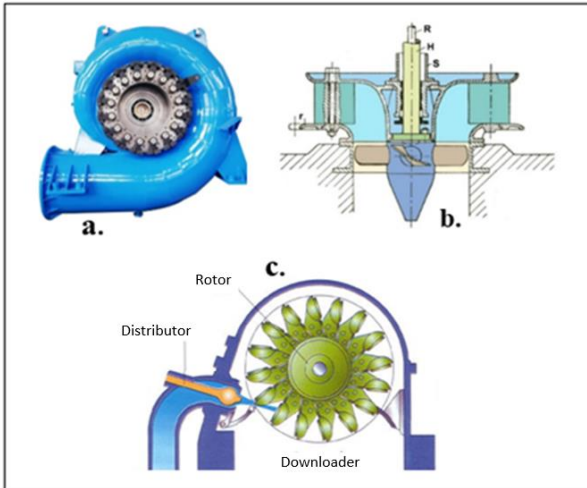 a.
R
H
S
r
b.
c.
Rotor
Distributor
Downloader